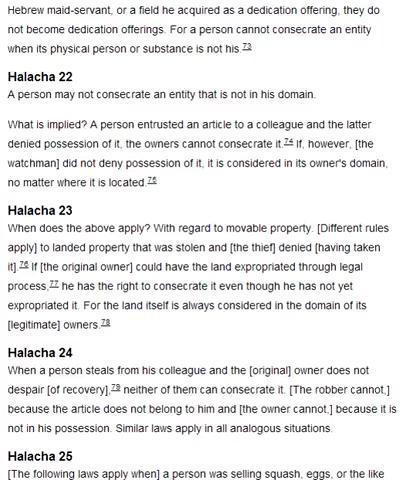 Hebrew maid-servant, or a field he acquired as a dedication offering, they do
not become dedication offerings. For a person cannot consecrate an entity
when its physical person or substance is not his.73
Halacha 22
A person may not consecrate an entity that is not in his domain.
What is implied? A person entrusted an article to a colleague and the latter
denied possession of it, the owners cannot consecrate it.74 If, however, [the
watchman] did not deny possession of it, it is considered in its owner's domain,
no matter where it is located.75
Halacha 23
When does the above apply? With regard to movable property. [Different rules
apply] to landed property that was stolen and [the thief] denied [having taken
it].76 If [the original owner] could have the land expropriated through legal
process,77 he has the right to consecrate it even though he has not yet
expropriated it. For the land itself is always considered in the domain of its
[legitimate] owners.78
Halacha 24
When a person steals from his colleague and the [original] owner does not
despair [of recovery],79 neither of them can consecrate it. [The robber cannot,]
because the article does not belong to him and [the owner cannot,] because it is
not in his possession. Similar laws apply in all analogous situations.
Halacha 25
[The following laws apply when] a person was selling squash, eggs, or the like